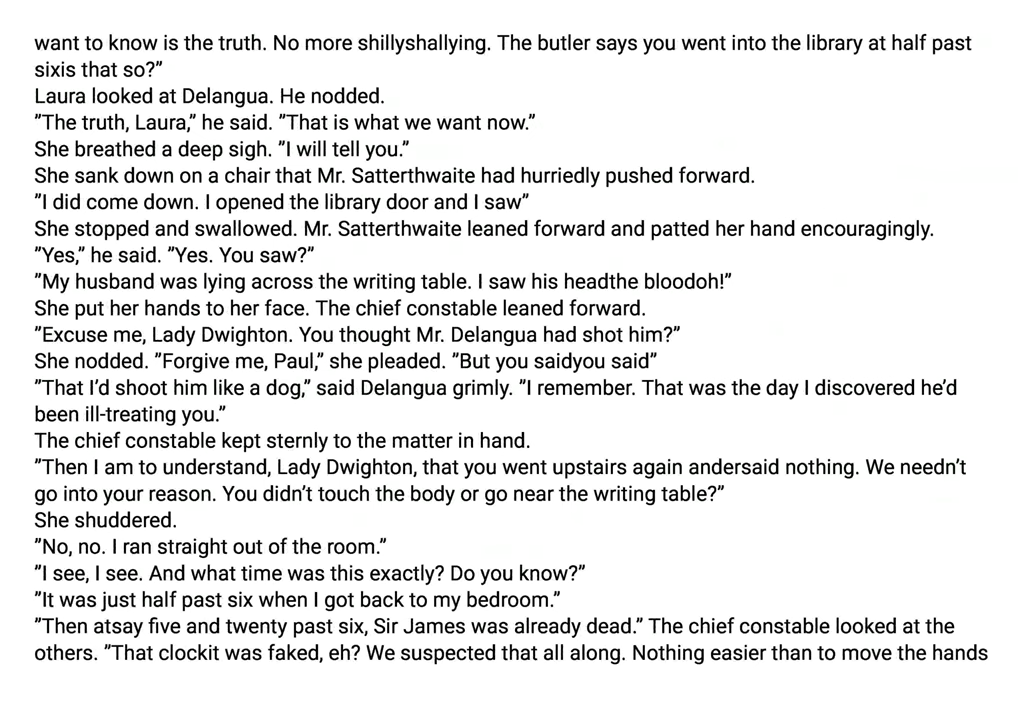 want to know is the truth. No more shillyshallying. The butler says you went into the library at half past
sixis that so?”
Laura looked at Delangua. He nodded.
”The truth, Laura,” he said. ”That is what we want now.”
She breathed a deep sigh. ”I will tell you.”
She sank down on a chair that Mr. Satterthwaite had hurriedly pushed forward.
”I did come down. I opened the library door and I saw”
She stopped and swallowed. Mr. Satterthwaite leaned forward and patted her hand encouragingly.
”Yes,” he said. ”Yes. You saw?”
”My husband was lying across the writing table. I saw his headthe bloodoh!”
She put her hands to her face. The chief constable leaned forward.
”Excuse me, Lady Dwighton. You thought Mr. Delangua had shot him?”
She nodded. ”Forgive me, Paul,” she pleaded. ”But you saidyou said”
”That I’d shoot him like a dog,” said Delangua grimly. ”I remember. That was the day I discovered he’d
been ill-treating you.”
The chief constable kept sternly to the matter in hand.
”Then I am to understand, Lady Dwighton, that you went upstairs again andersaid nothing. We needn’t
go into your reason. You didn’t touch the body or go near the writing table?”
She shuddered.
”No, no. I ran straight out of the room.”
”I see, I see. And what time was this exactly? Do you know?”
”It was just half past six when I got back to my bedroom.”
”Then atsay five and twenty past six, Sir James was already dead.” The chief constable looked at the
others. ”That clockit was faked, eh? We suspected that all along. Nothing easier than to move the hands